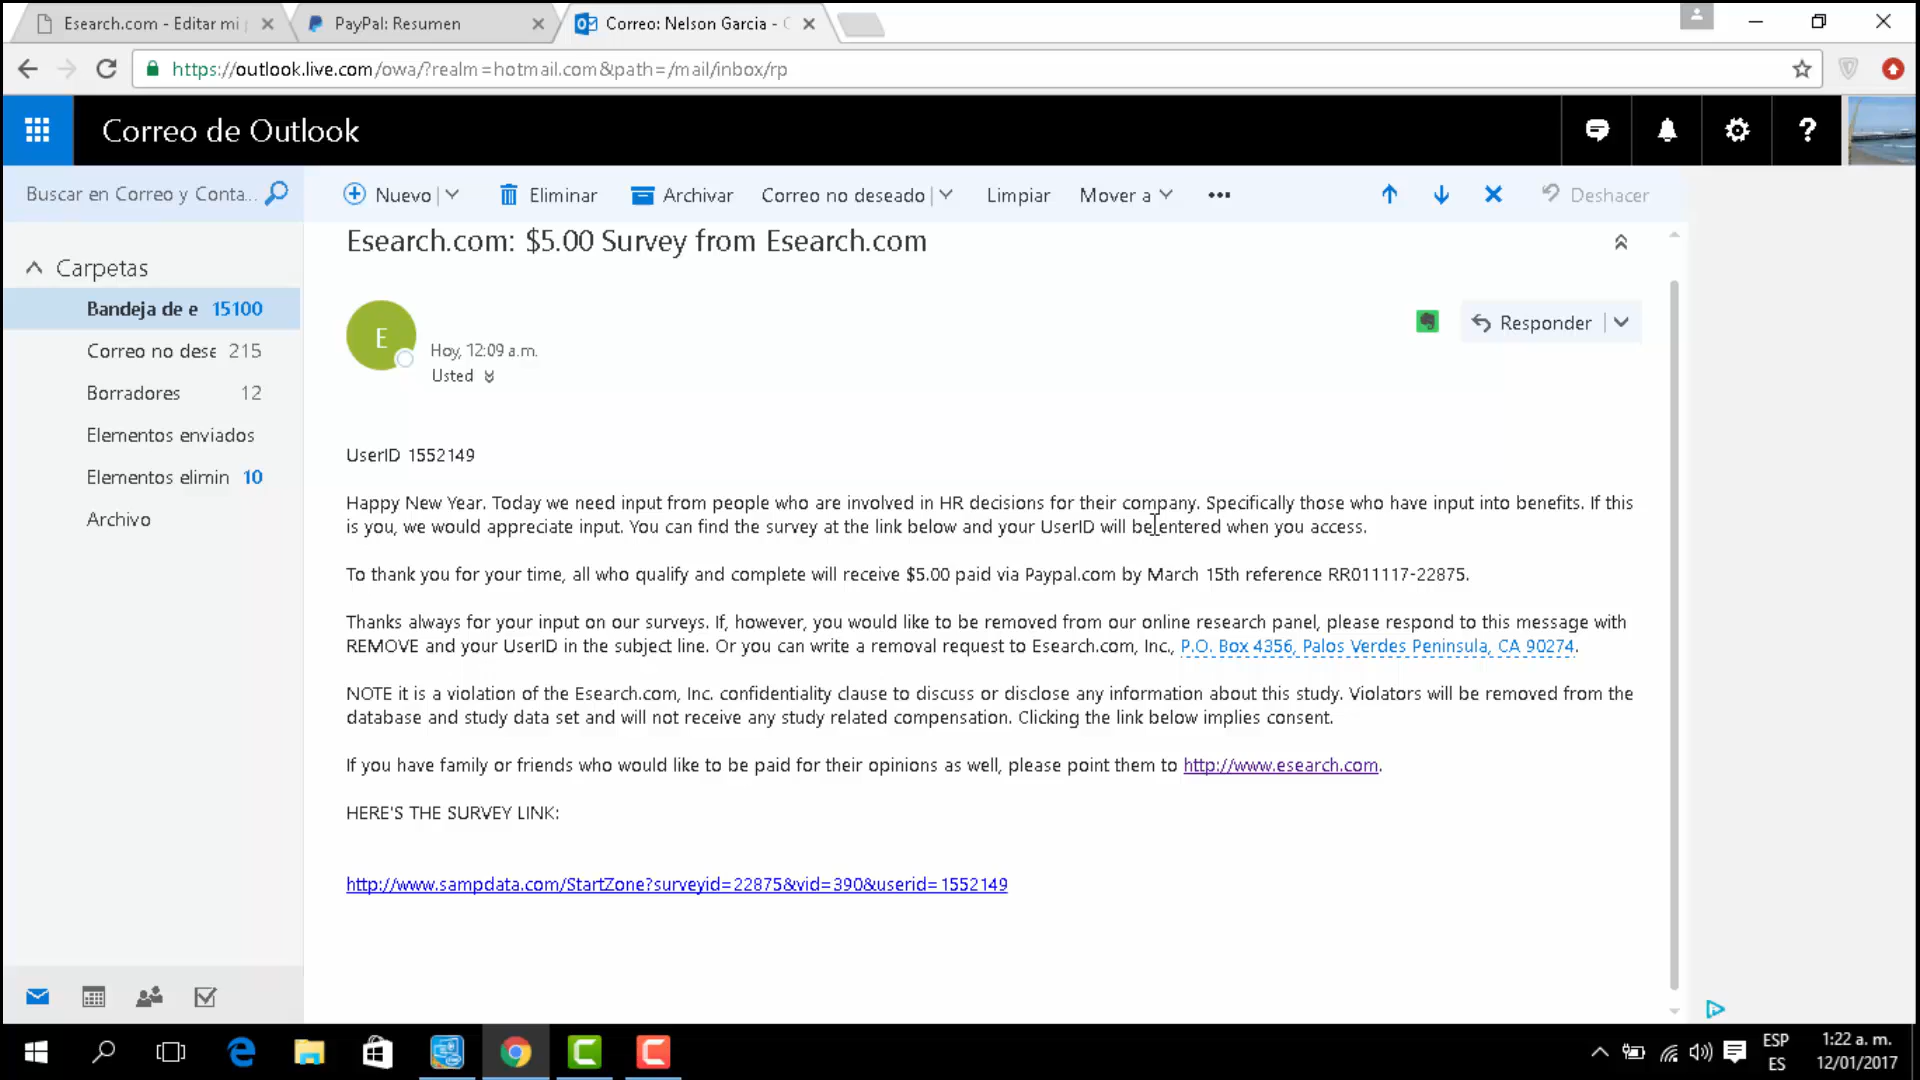 Esearch.com - Editar mi
PayPal: Resumen
Correo: Nelson Garcia -
https://outlook.live.com/owa/?realm=hotmail.com&path=/mail/inbox/rp
Correo de Outlook
Buscar en Correo y Conta...
Nuevo
Eliminar
Archivar
Correo no deseado
Limpiar
Mover a
Deshacer
Esearch.com: $5.00 Survey from Esearch.com
Carpetas
Bandeja de e 15100
Correo no dese 215
Borradores 12
Elementos enviados
Elementos elimin 10
Archivo
E
Hoy, 12:09 a.m.
Usted
Responder
UserID 1552149
Happy New Year. Today we need input from people who are involved in HR decisions for their company. Specifically those who have input into benefits. If this
is you, we would appreciate input. You can find the survey at the link below and your UserID will be entered when you access.
To thank you for your time, all who qualify and complete will receive $5.00 paid via Paypal.com by March 15th reference RR011117-22875.
Thanks always for your input on our surveys. If, however, you would like to be removed from our online research panel, please respond to this message with
REMOVE and your UserID in the subject line. Or you can write a removal request to Esearch.com, Inc., P.O. Box 4356, Palos Verdes Peninsula, CA 90274.
NOTE it is a violation of the Esearch.com, Inc. confidentiality clause to discuss or disclose any information about this study. Violators will be removed from the
database and study data set and will not receive any study related compensation. Clicking the link below implies consent.
If you have family or friends who would like to be paid for their opinions as well, please point them to http://www.esearch.com.
HERE'S THE SURVEY LINK:
http://www.sampdata.com/StartZone?surveyid=22875&vid=390&userid=1552149
ESP
ES
1:22 a. m.
12/01/2017